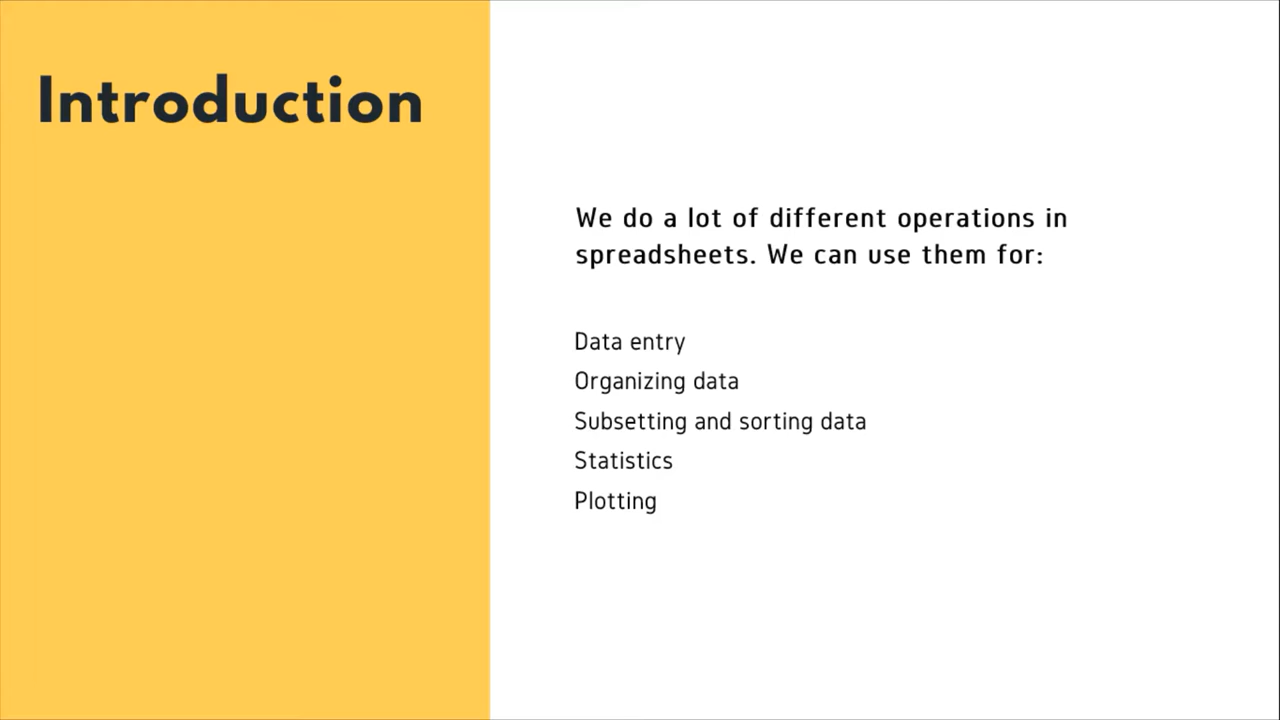 Introduction
We do a lot of different operations in
spreadsheets. We can use them for:
Data entry
Organizing data
Subsetting and sorting data
Statistics
Plotting